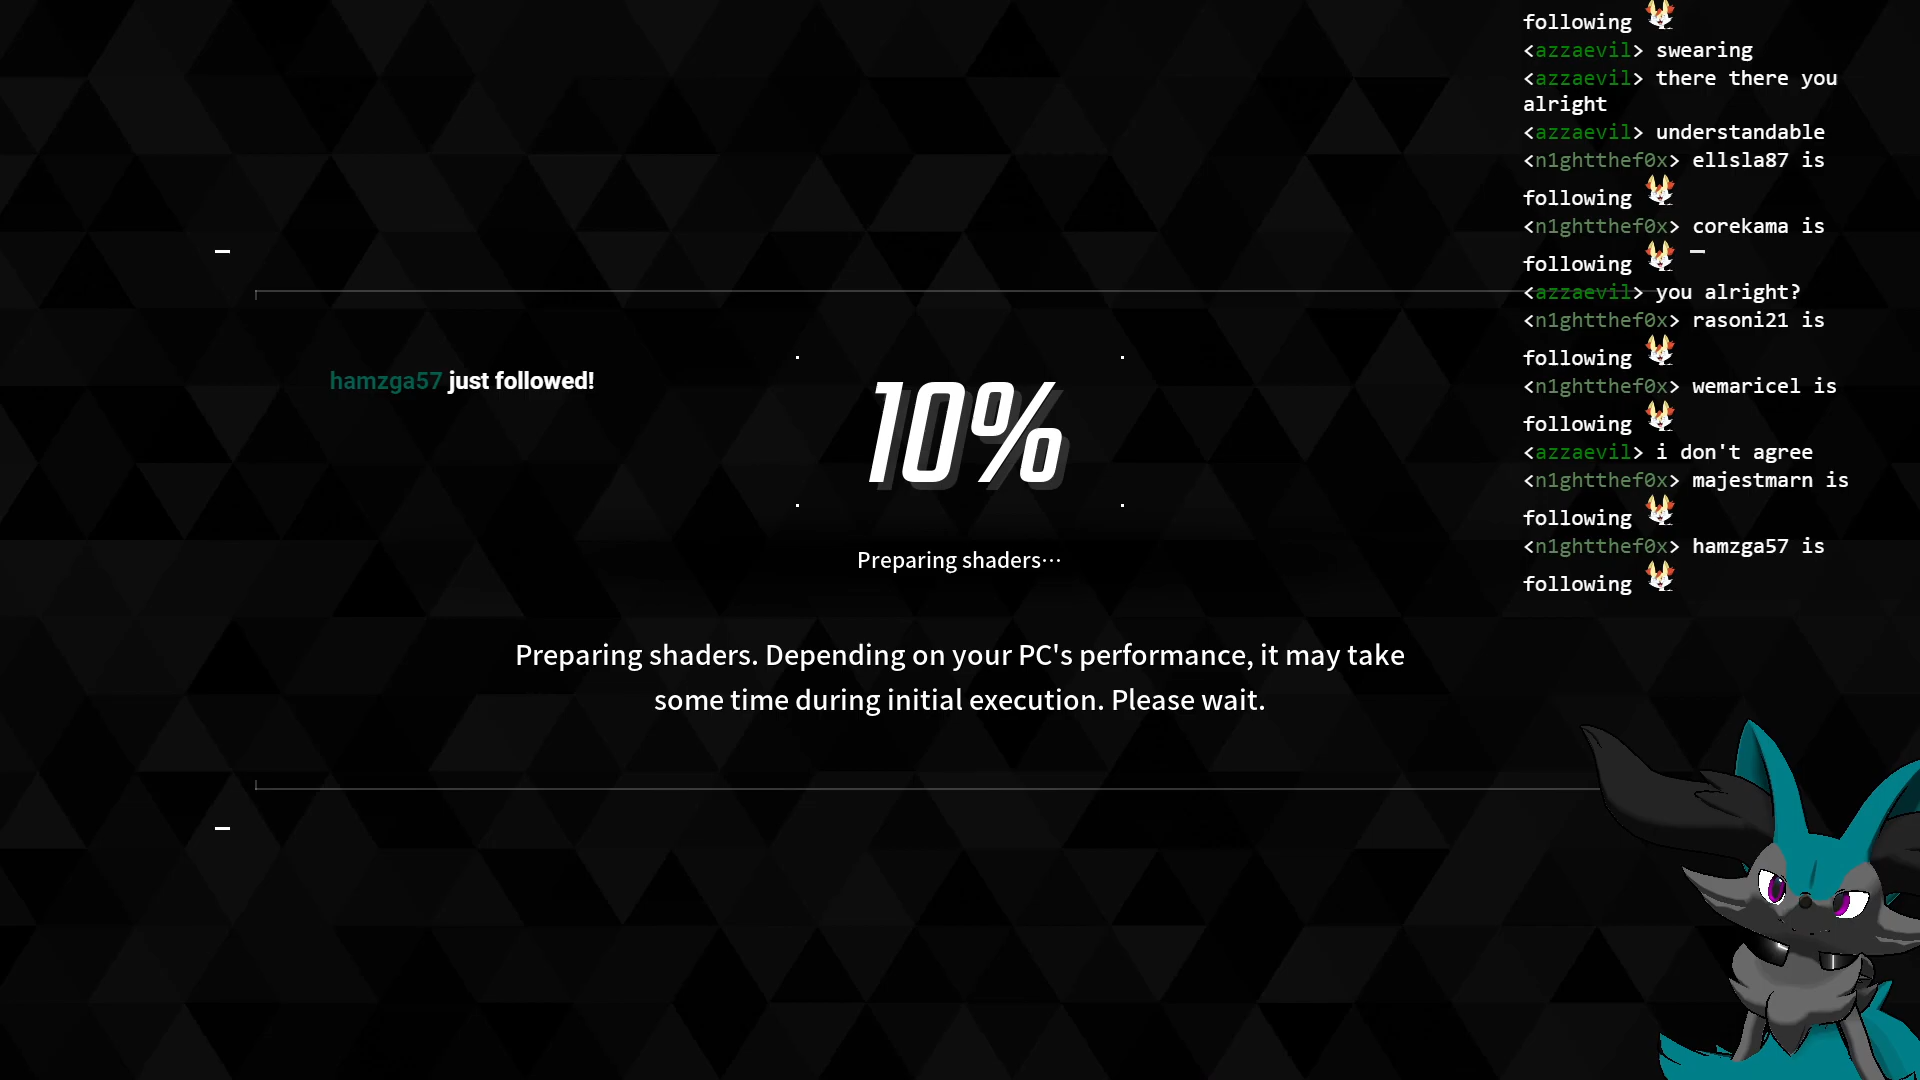 hamzga57 just followed!
10%
Preparing shaders…
Preparing shaders. Depending on your PC's performance, it may take
some time during initial execution. Please wait.
following
<azzaevil> swearing
<azzaevil> there there you
alright
<azzaevil> understandable
<n1ghtthef0x> ellsla87 is
following
<n1ghtthef0x> corekama is
following
<azzaevil> you alright?
<n1ghtthef0x> rasoni21 is
following
<n1ghtthef0x> wemaricel is
following
<azzaevil> i don't agree
<n1ghtthef0x> majestmarn is
following
<n1ghtthef0x> hamzga57 is
following